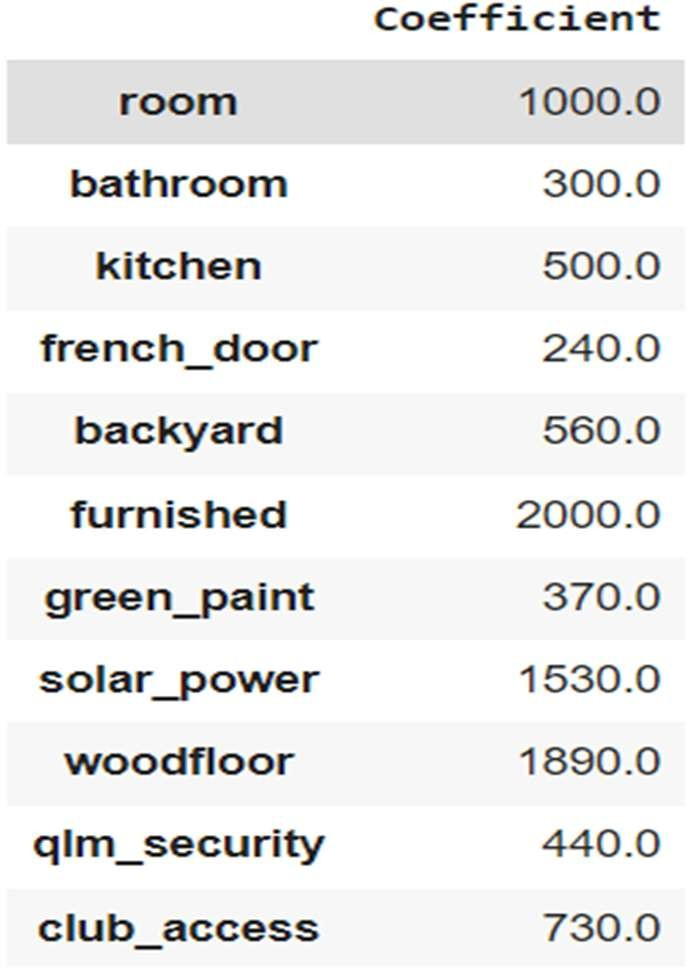 Coefficient
room 1000.0
bathroom 300.0
kitchen 500.0
french_door 240.0
backyard 560.0
furnished 2000.0
green_paint 370.0
solar_power 1530.0
woodfloor 1890.0
qlm_security 440.0
club_access 730.0